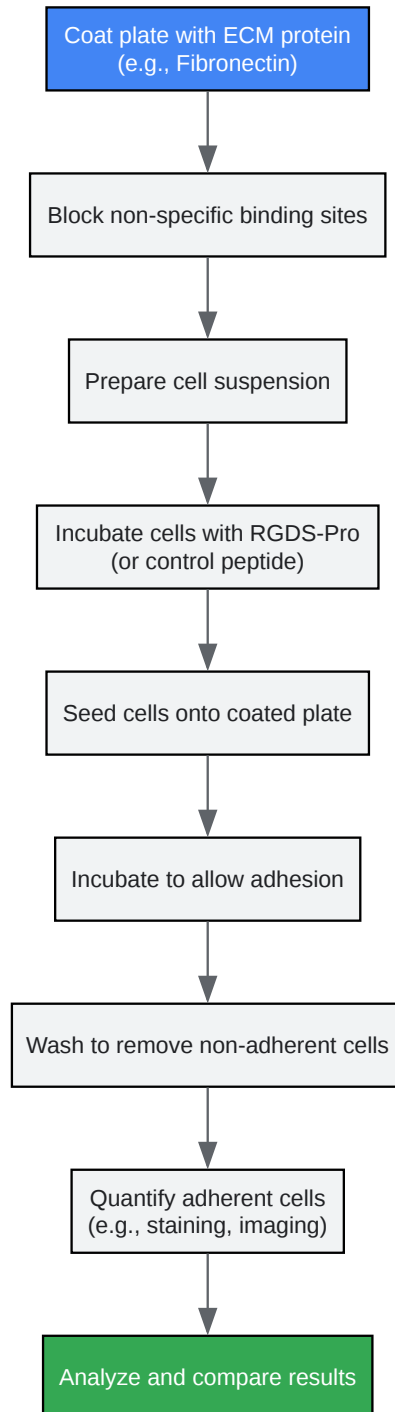 Coat plate with ECM protein
(e.g., Fibronectin)
Block non-specific binding sites
Prepare cell suspension
Incubate cells with RGDS-Pro
(or control peptide)
Seed cells onto coated plate
Incubate to allow adhesion
Wash to remove non-adherent cells
Quantify adherent cells
(e.g., staining, imaging)
Analyze and compare results